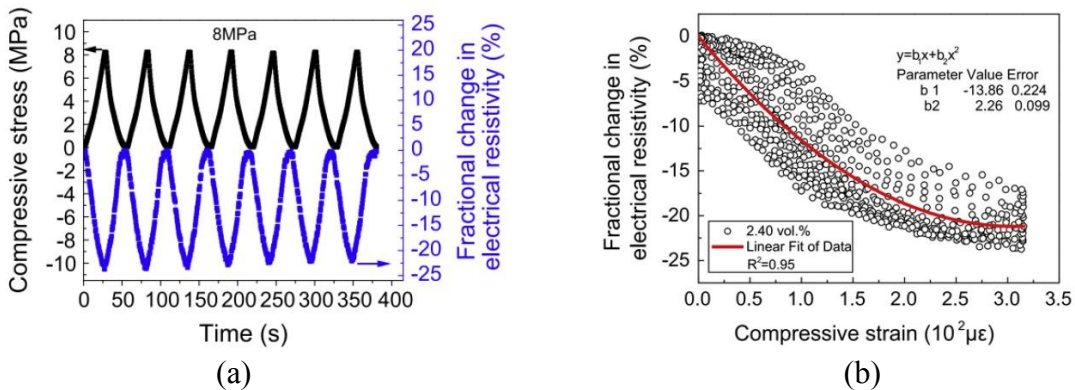 Compressive stress (MPa)
10
8
6
4
2
0
-2
-4
-6
-8
-10
8MPa
25
20
15
10
5
0
-5
-10
-15
-20
25
Fractional change in
electrical resistivity (%)
0 50 100 150 200 250 300 350 400
Time (s)
(a)
Fractional change in
electrical resistivity (%)
0
-5
-10
-15
-20
-25
y=b₁x+b₂x²
Parameter Value Error
b 1 -13.86 0.224
b2 2.26 0.099
2.40 vol.%
Linear Fit of Data
R²=0.95
0.0 0.5 1.0 1.5 2.0 2.5 3.0 3.5
Compressive strain (10²με)
(b)